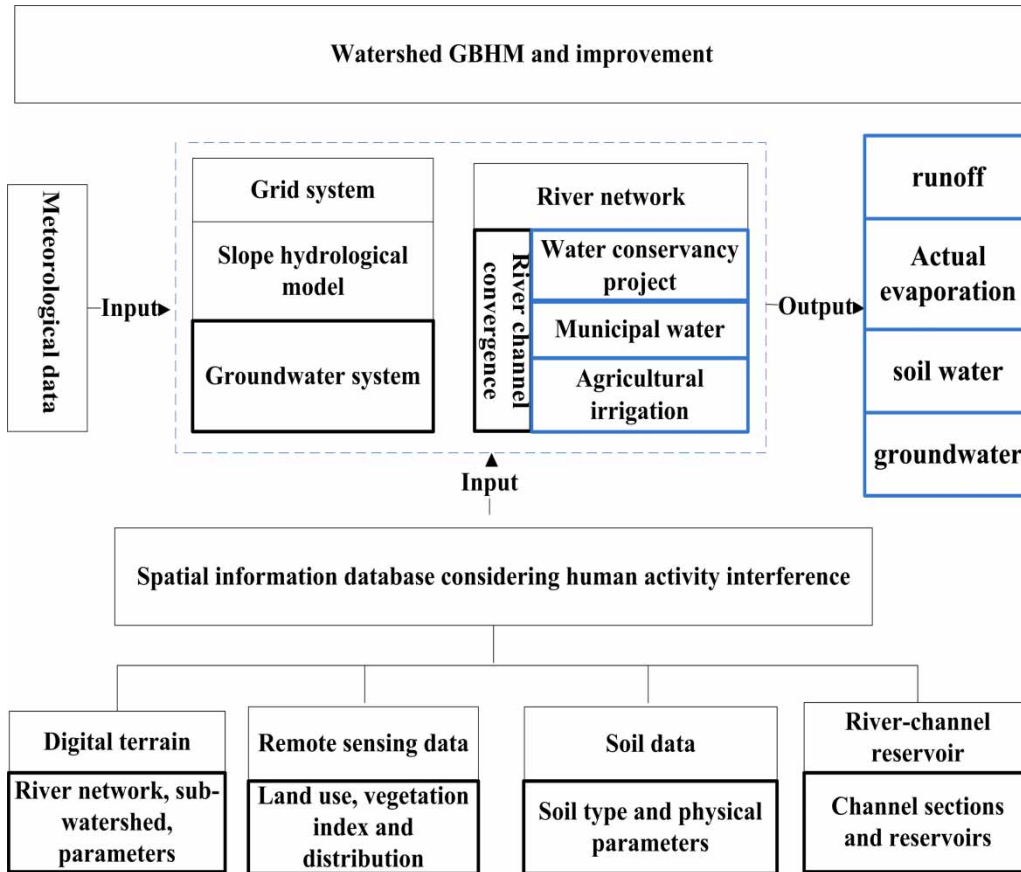 Watershed GBHM and improvement
Meteorological data
Input
Grid system
Slope hydrological
model
Groundwater system
River network
River channel
convergence
Water conservancy
project
Municipal water
Agricultural
irrigation
Output
runoff
Actual
evaporation
soil water
groundwater
Input
Spatial information database considering human activity interference
Digital terrain
River network, sub-
watershed,
parameters
Remote sensing data
Land use, vegetation
index and
distribution
Soil data
Soil type and physical
parameters
River-channel
reservoir
Channel sections
and reservoirs